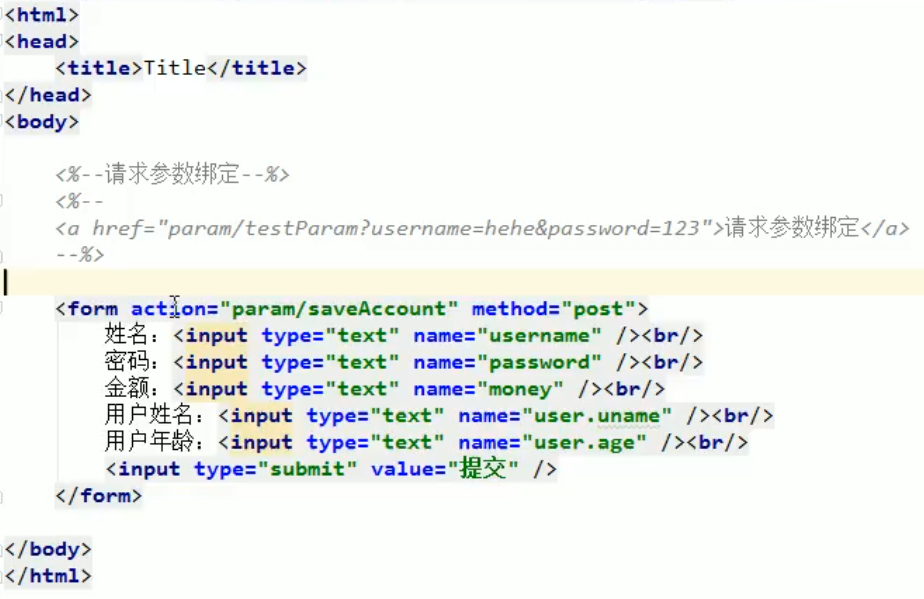 <html>
<head>
    <title>Title</title>
</head>
<body>

    <%--请求参数绑定--%>
    <%--
    <a href="param/testParam?username=hehe&password=123">请求参数绑定</a>
    --%>

    <form action="param/saveAccount" method="post">
        姓名：<input type="text" name="username" /><br/>
        密码：<input type="text" name="password" /><br/>
        金额：<input type="text" name="money" /><br/>
        用户姓名：<input type="text" name="user.uname" /><br/>
        用户年龄：<input type="text" name="user.age" /><br/>
        <input type="submit" value="提交" />
    </form>

</body>
</html>